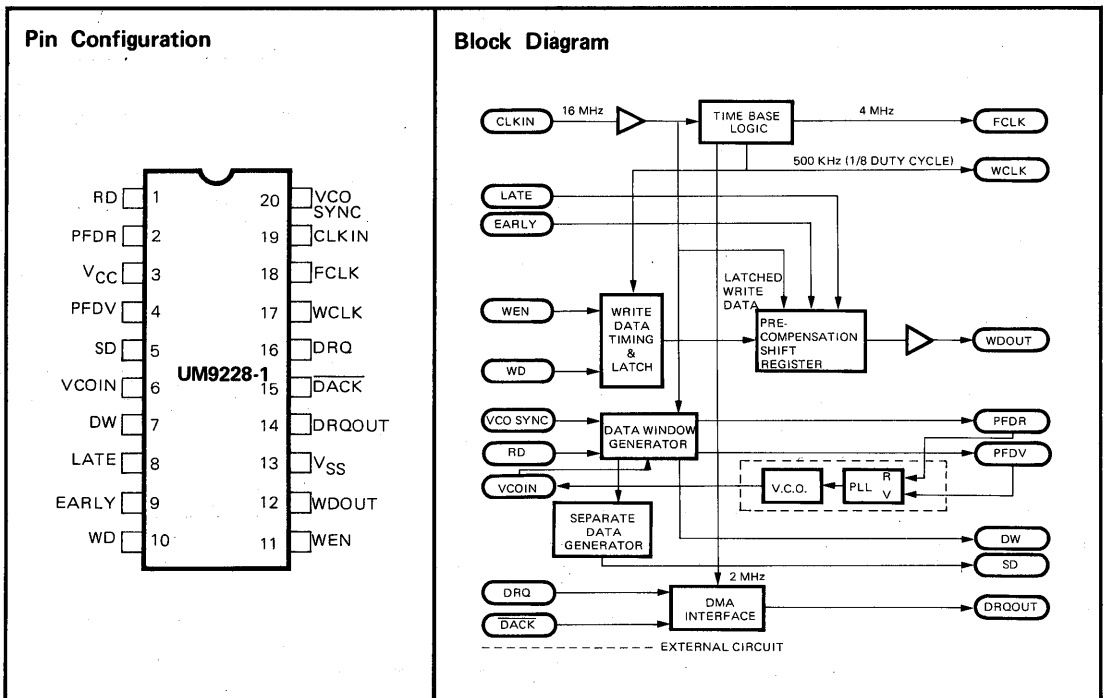 Pin Configuration
RD 1
PFDR 2
VCC 3
PFDV 4
SD 5
VCOIN 6
DW 7
LATE 8
EARLY 9
WD 10
UM9228-1
20 VCO SYNC
19 CLKIN
18 FCLK
17 WCLK
16 DRQ
15 DACK
14 DRQOUT
13 VSS
12 WDOUT
11 WEN
Block Diagram
CLKIN
16 MHz
TIME BASE
LOGIC
4 MHz
FCLK
500 KHz (1/8 DUTY CYCLE)
WCLK
LATE
EARLY
LATCHED
WRITE
DATA
WEN
WD
WRITE
DATA
TIMING
&
LATCH
PRE-
COMPENSATION
SHIFT
REGISTER
WDOUT
VCO SYNC
RD
VCOIN
DATA WINDOW
GENERATOR
PFDR
PFDV
V.C.O.
PLL
R
V
SEPARATE
DATA
GENERATOR
DW
SD
2 MHz
DRQ
DACK
DMA
INTERFACE
DRQOUT
EXTERNAL CIRCUIT